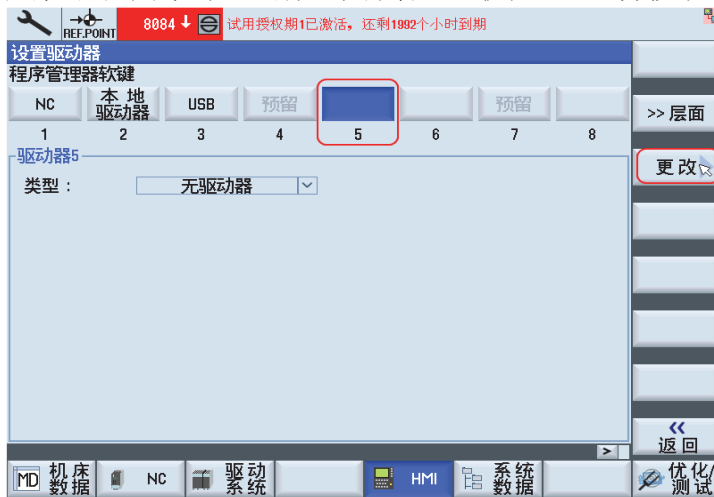 REF.POINT 8084 试用授权期1已激活，还剩1992个小时到期
设置驱动器
程序管理器软键
NC 本地驱动器 USB 预留 预留
1 2 3 4 5 6 7 8
>> 层面
驱动器5
更改
类型： 无驱动器
<<
返回
>
MD 机床数据 NC 驱动系统 HMI 系统数据 优化/测试